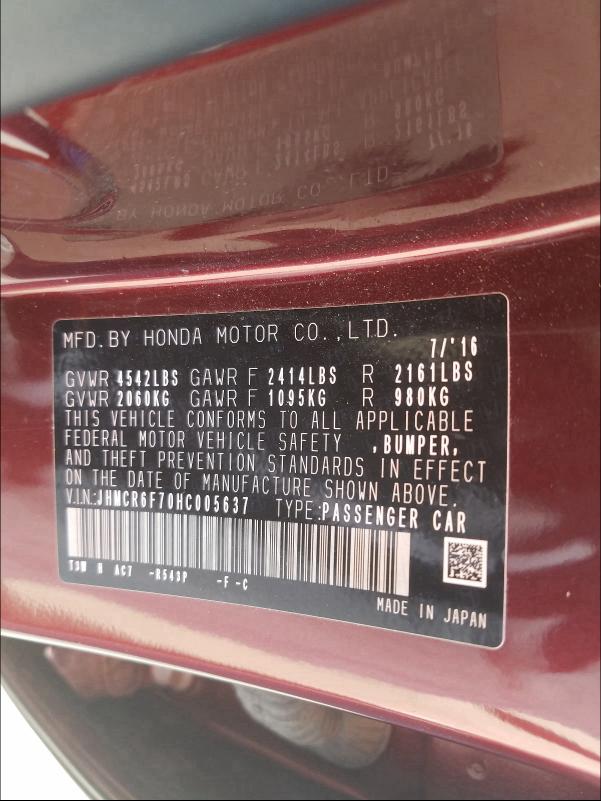 MFD.BY HONDA MOTOR CO.,LTD. 7/'16
GVWR 4542LBS GAWR F 2414LBS R 2161LBS
GVWR 2060KG GAWR F 1095KG R 980KG
THIS VEHICLE CONFORMS TO ALL APPLICABLE
FEDERAL MOTOR VEHICLE SAFETY ,BUMPER,
AND THEFT PREVENTION STANDARDS IN EFFECT
ON THE DATE OF MANUFACTURE SHOWN ABOVE.
V.I.N:JHMCR6F70HC005637 TYPE:PASSENGER CAR
T3W N AC7 -R543P -F -C
MADE IN JAPAN